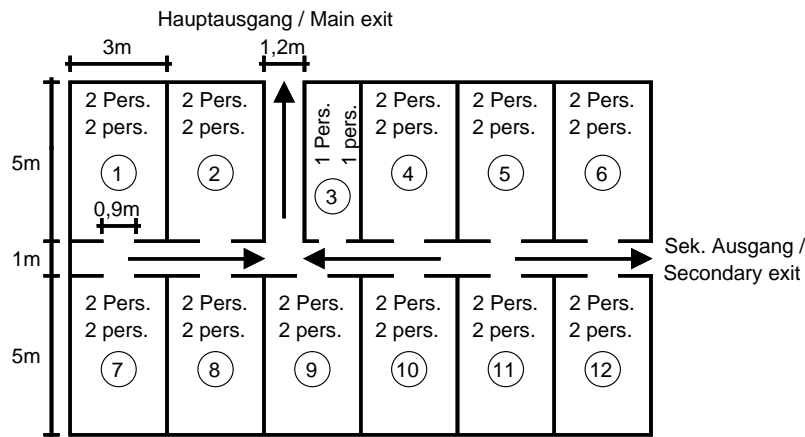 Hauptausgang / Main exit
3m
1,2m
2 Pers.
2 pers.
1
2 Pers.
2 pers.
2
1 Pers.
1 pers.
3
2 Pers.
2 pers.
4
2 Pers.
2 pers.
5
2 Pers.
2 pers.
6
5m
0,9m
1m
Sek. Ausgang /
Secondary exit
5m
2 Pers.
2 pers.
7
2 Pers.
2 pers.
8
2 Pers.
2 pers.
9
2 Pers.
2 pers.
10
2 Pers.
2 pers.
11
2 Pers.
2 pers.
12